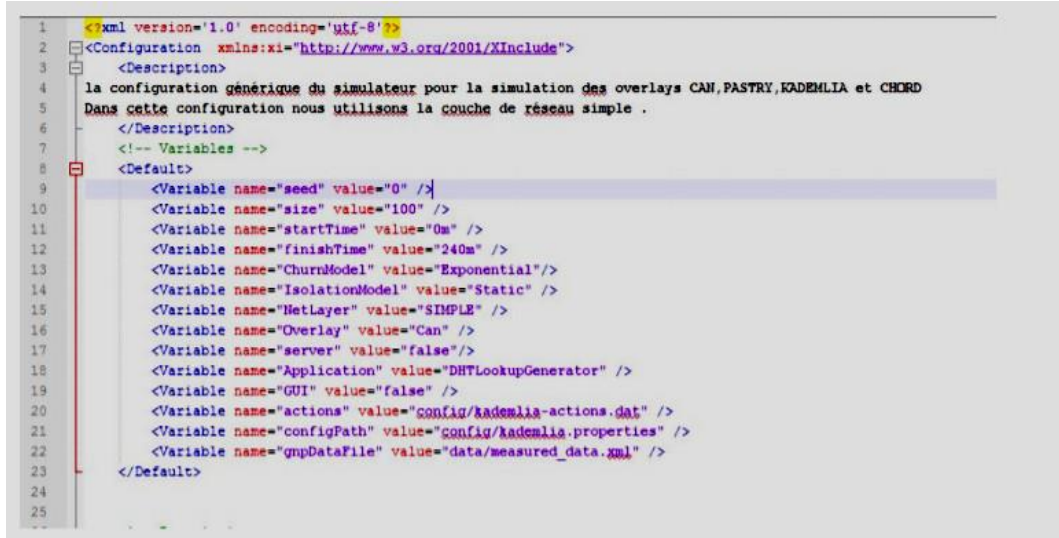 1 <?xml version='1.0' encoding='utf-8'?>
2 <Configuration xmlns:xi="http://www.w3.org/2001/XInclude">
3 <Description>
4 la configuration générique du simulateur pour la simulation des overlays CAN,PASTRY,KADEMLIA et CHORD
5 Dans cette configuration nous utilisons la couche de réseau simple .
6 </Description>
7 <!-- Variables -->
8 <Default>
9 <Variable name="seed" value="0" />
10 <Variable name="size" value="100" />
11 <Variable name="startTime" value="0m" />
12 <Variable name="finishTime" value="240m" />
13 <Variable name="ChurnModel" value="Exponential"/>
14 <Variable name="IsolationModel" value="Static" />
15 <Variable name="NetLayer" value="SIMPLE" />
16 <Variable name="Overlay" value="Can" />
17 <Variable name="server" value="false"/>
18 <Variable name="Application" value="DHTLookupGenerator" />
19 <Variable name="GUI" value="false" />
20 <Variable name="actions" value="config/kademlia-actions.dat" />
21 <Variable name="configPath" value="config/kademlia.properties" />
22 <Variable name="gnpDataFile" value="data/measured_data.xml" />
23 </Default>
24
25